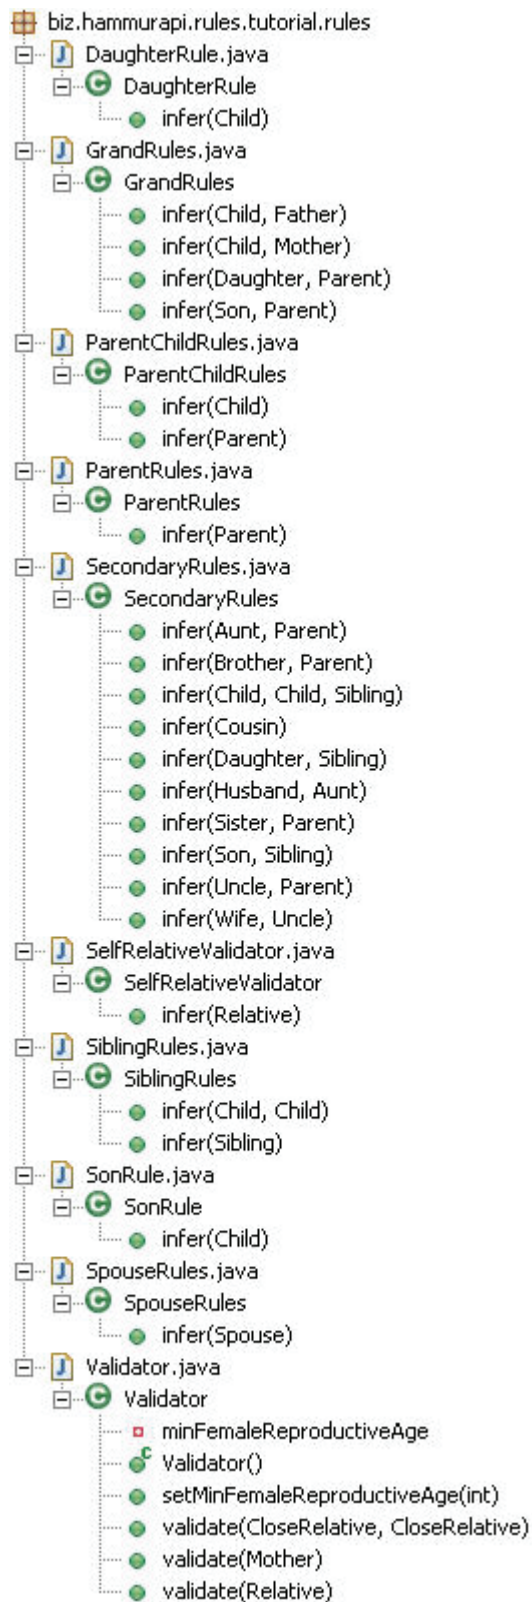 biz.hammurapi.rules.tutorial.rules
DaughterRule.java
DaughterRule
infer(Child)
GrandRules.java
GrandRules
infer(Child, Father)
infer(Child, Mother)
infer(Daughter, Parent)
infer(Son, Parent)
ParentChildRules.java
ParentChildRules
infer(Child)
infer(Parent)
ParentRules.java
ParentRules
infer(Parent)
SecondaryRules.java
SecondaryRules
infer(Aunt, Parent)
infer(Brother, Parent)
infer(Child, Child, Sibling)
infer(Cousin)
infer(Daughter, Sibling)
infer(Husband, Aunt)
infer(Sister, Parent)
infer(Son, Sibling)
infer(Uncle, Parent)
infer(Wife, Uncle)
SelfRelativeValidator.java
SelfRelativeValidator
infer(Relative)
SiblingRules.java
SiblingRules
infer(Child, Child)
infer(Sibling)
SonRule.java
SonRule
infer(Child)
SpouseRules.java
SpouseRules
infer(Spouse)
Validator.java
Validator
minFemaleReproductiveAge
Validator()
setMinFemaleReproductiveAge(int)
validate(CloseRelative, CloseRelative)
validate(Mother)
validate(Relative)